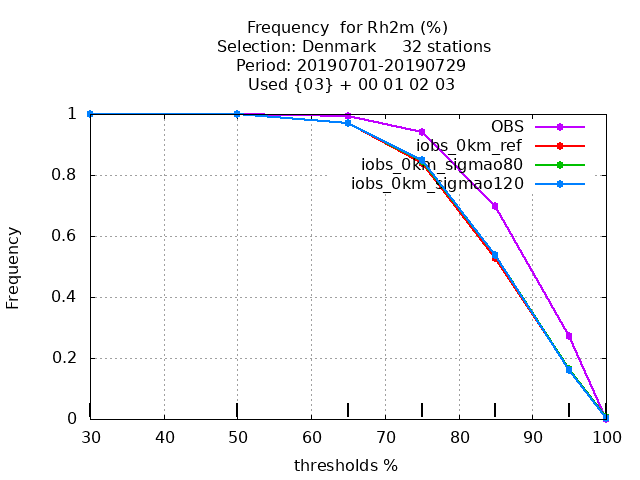 Frequency  for Rh2m (%)
Selection: Denmark     32 stations
Period: 20190701-20190729
Used {03} + 00 01 02 03
OBS
iobs_0km_ref
iobs_0km_sigmao80
iobs_0km_sigmao120
Frequency
1
0.8
0.6
0.4
0.2
0
30 40 50 60 70 80 90 100
thresholds %